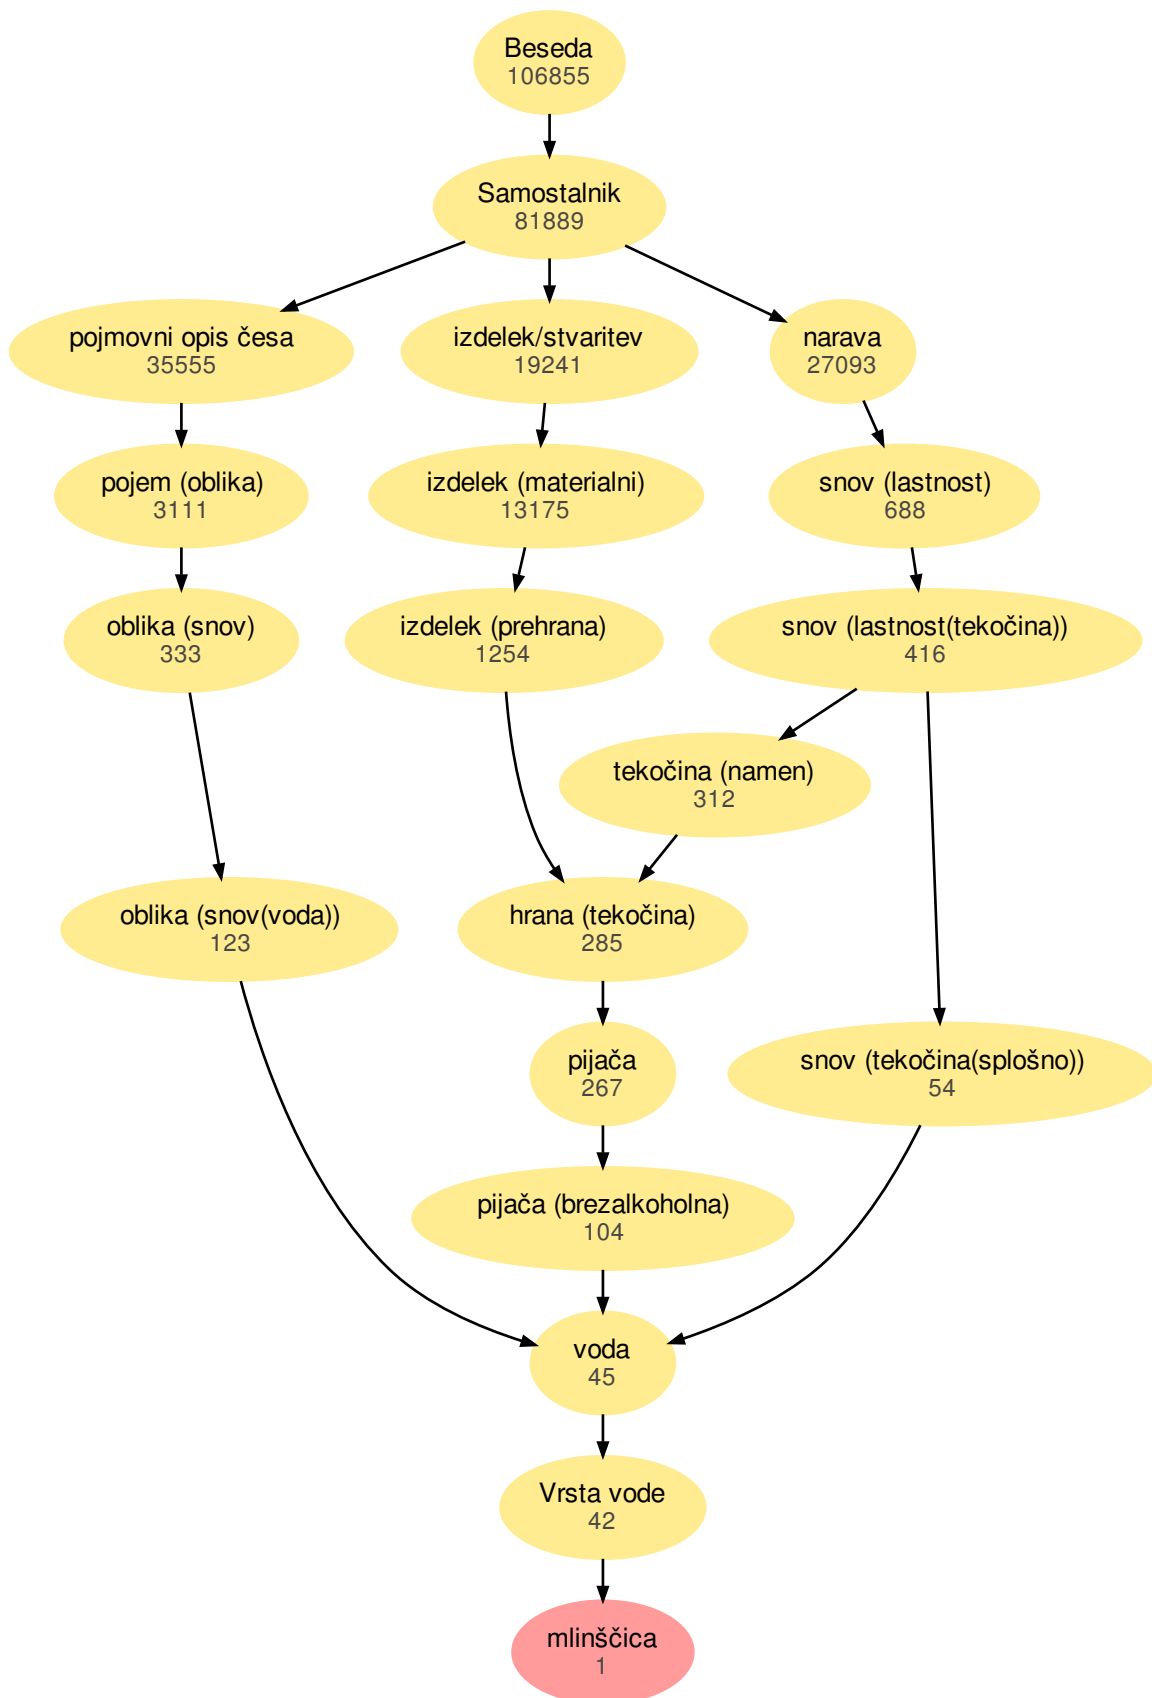 Beseda
106855
Samostalnik
81889
pojmovni opis česa
35555
izdelek/stvaritev
19241
narava
27093
pojem (oblika)
3111
izdelek (materialni)
13175
snov (lastnost)
688
oblika (snov)
333
izdelek (prehrana)
1254
snov (lastnost(tekočina))
416
tekočina (namen)
312
oblika (snov(voda))
123
hrana (tekočina)
285
pijača
267
snov (tekočina(splošno))
54
pijača (brezalkoholna)
104
voda
45
Vrsta vode
42
mlinščica
1